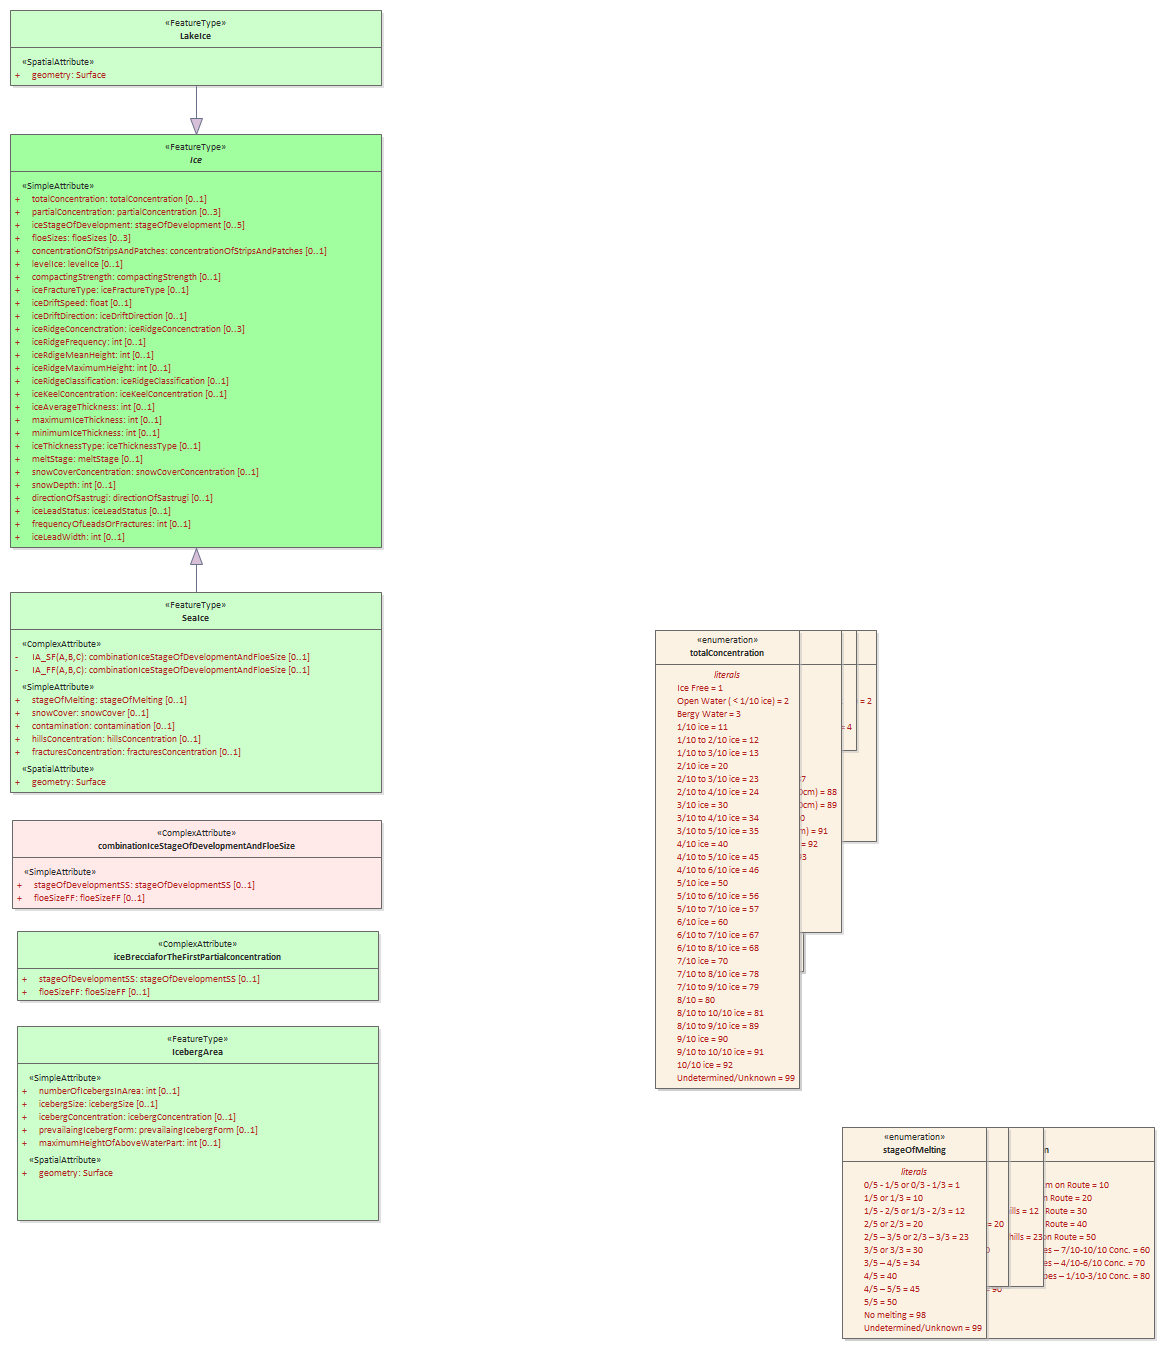 «FeatureType»
LakeIce
«SpatialAttribute»
+ geometry: Surface
«FeatureType»
Ice
«SimpleAttribute»
+ totalConcentration: totalConcentration [0..1]
+ partialConcentration: partialConcentration [0..3]
+ iceStageOfDevelopment: stageOfDevelopment [0..5]
+ floeSizes: floeSizes [0..3]
+ concentrationOfStripsAndPatches: concentrationOfStripsAndPatches [0..1]
+ levelIce: levelIce [0..1]
+ compactingStrength: compactingStrength [0..1]
+ iceFractureType: iceFractureType [0..1]
+ iceDriftSpeed: float [0..1]
+ iceDriftDirection: iceDriftDirection [0..1]
+ iceRidgeConcenctration: iceRidgeConcenctration [0..3]
+ iceRidgeFrequency: int [0..1]
+ iceRdigeMeanHeight: int [0..1]
+ iceRidgeMaximumHeight: int [0..1]
+ iceRidgeClassification: iceRidgeClassification [0..1]
+ iceKeelConcentration: iceKeelConcentration [0..1]
+ iceAverageThickness: int [0..1]
+ maximumIceThickness: int [0..1]
+ minimumIceThickness: int [0..1]
+ iceThicknessType: iceThicknessType [0..1]
+ meltStage: meltStage [0..1]
+ snowCoverConcentration: snowCoverConcentration [0..1]
+ snowDepth: int [0..1]
+ directionOfSastrugi: directionOfSastrugi [0..1]
+ iceLeadStatus: iceLeadStatus [0..1]
+ frequencyOfLeadsOrFractures: int [0..1]
+ iceLeadWidth: int [0..1]
«FeatureType»
SeaIce
«ComplexAttribute»
- IA_SF(A,B,C): combinationIceStageOfDevelopmentAndFloeSize [0..1]
- IA_FF(A,B,C): combinationIceStageOfDevelopmentAndFloeSize [0..1]
«SimpleAttribute»
+ stageOfMelting: stageOfMelting [0..1]
+ snowCover: snowCover [0..1]
+ contamination: contamination [0..1]
+ hillsConcentration: hillsConcentration [0..1]
+ fracturesConcentration: fracturesConcentration [0..1]
«SpatialAttribute»
+ geometry: Surface
«ComplexAttribute»
combinationIceStageOfDevelopmentAndFloeSize
«SimpleAttribute»
+ stageOfDevelopmentSS: stageOfDevelopmentSS [0..1]
+ floeSizeFF: floeSizeFF [0..1]
«ComplexAttribute»
iceBrecciaforTheFirstPartialconcentration
+ stageOfDevelopmentSS: stageOfDevelopmentSS [0..1]
+ floeSizeFF: floeSizeFF [0..1]
«FeatureType»
IcebergArea
«SimpleAttribute»
+ numberOfIcebergsInArea: int [0..1]
+ icebergSize: icebergSize [0..1]
+ icebergConcentration: icebergConcentration [0..1]
+ prevailaingIcebergForm: prevailaingIcebergForm [0..1]
+ maximumHeightOfAboveWaterPart: int [0..1]
«SpatialAttribute»
+ geometry: Surface
«enumeration»
totalConcentration
literals
Ice Free = 1
Open Water ( < 1/10 ice) = 2 = 2
Bergy Water = 3
1/10 ice = 11 = 4
1/10 to 2/10 ice = 12
1/10 to 3/10 ice = 13
2/10 ice = 20
2/10 to 3/10 ice = 23
2/10 to 4/10 ice = 24 cm) = 88
3/10 ice = 30 cm) = 89
3/10 to 4/10 ice = 34
3/10 to 5/10 ice = 35 m) = 91
4/10 ice = 40 = 92
4/10 to 5/10 ice = 45
4/10 to 6/10 ice = 46
5/10 ice = 50
5/10 to 6/10 ice = 56
5/10 to 7/10 ice = 57
6/10 ice = 60
6/10 to 7/10 ice = 67
6/10 to 8/10 ice = 68
7/10 ice = 70
7/10 to 8/10 ice = 78
7/10 to 9/10 ice = 79
8/10 = 80
8/10 to 10/10 ice = 81
8/10 to 9/10 ice = 89
9/10 ice = 90
9/10 to 10/10 ice = 91
10/10 ice = 92
Undetermined/Unknown = 99
«enumeration»
stageOfMelting n
literals
0/5 - 1/5 or 0/3 - 1/3 = 1 m on Route = 10
1/5 or 1/3 = 10 n Route = 20
1/5 - 2/5 or 1/3 - 2/3 = 12 ills = 12 Route = 30
2/5 or 2/3 = 20 = 20 Route = 40
2/5 – 3/5 or 2/3 – 3/3 = 23 hills = 23 on Route = 50
3/5 or 3/3 = 30 es – 7/10-10/10 Conc. = 60
3/5 – 4/5 = 34 es – 4/10-6/10 Conc. = 70
4/5 = 40 pes – 1/10-3/10 Conc. = 80
4/5 – 5/5 = 45
5/5 = 50
No melting = 98
Undetermined/Unknown = 99